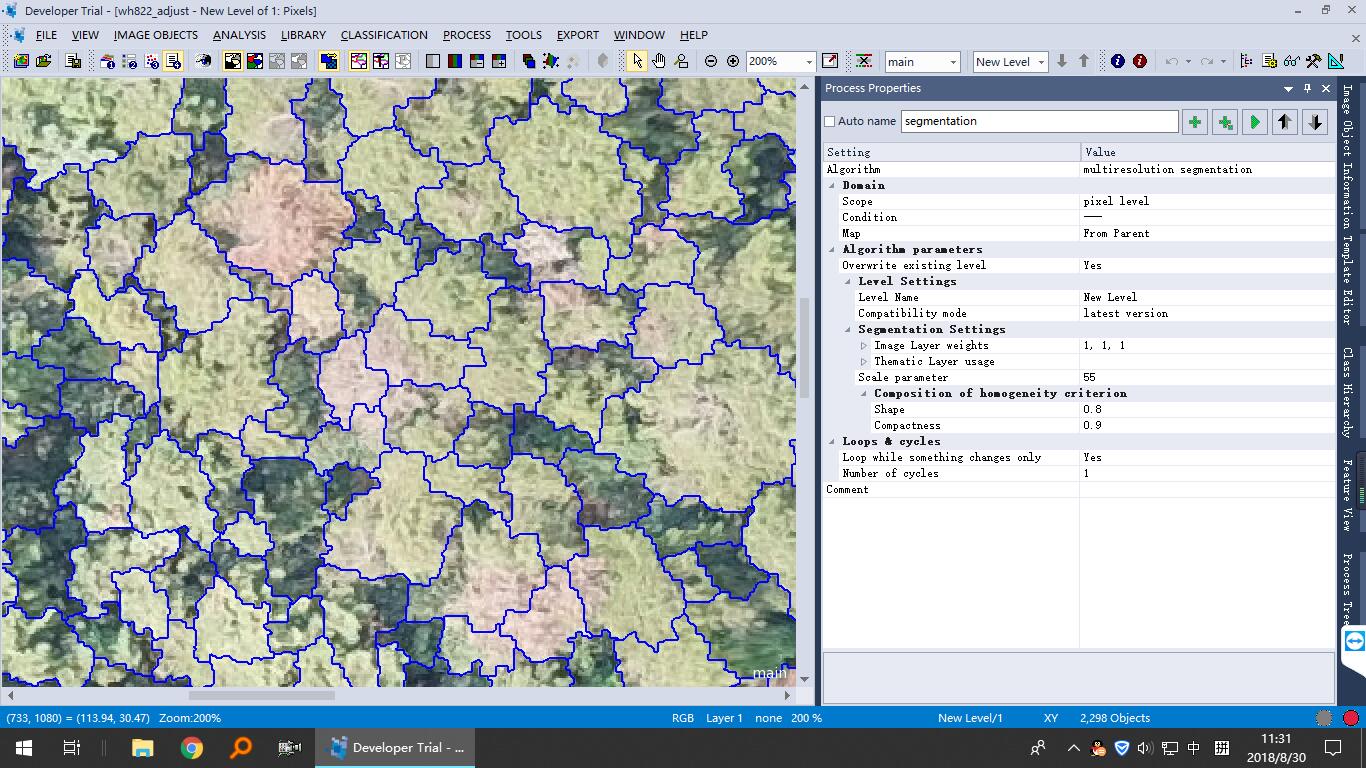 Developer Trial - [wh822_adjust - New Level of 1: Pixels]
FILE VIEW IMAGE OBJECTS ANALYSIS LIBRARY CLASSIFICATION PROCESS TOOLS EXPORT WINDOW HELP
200% main New Level
Process Properties
Auto name segmentation
Setting Value
Algorithm multiresolution segmentation
Domain
Scope pixel level
Condition —
Map From Parent
Algorithm parameters
Overwrite existing level Yes
Level Settings
Level Name New Level
Compatibility mode latest version
Segmentation Settings
Image Layer weights 1, 1, 1
Thematic Layer usage
Scale parameter 55
Composition of homogeneity criterion
Shape 0.8
Compactness 0.9
Loops & cycles
Loop while something changes only Yes
Number of cycles 1
Comment
Image Object Information
Template Editor
Class Hierarchy
Feature View
Process Tree
main
(733, 1080) = (113.94, 30.47) Zoom:200%
RGB Layer 1 none 200 % New Level/1 XY 2,298 Objects
Developer Trial - ...
中 拼
11:31
2018/8/30